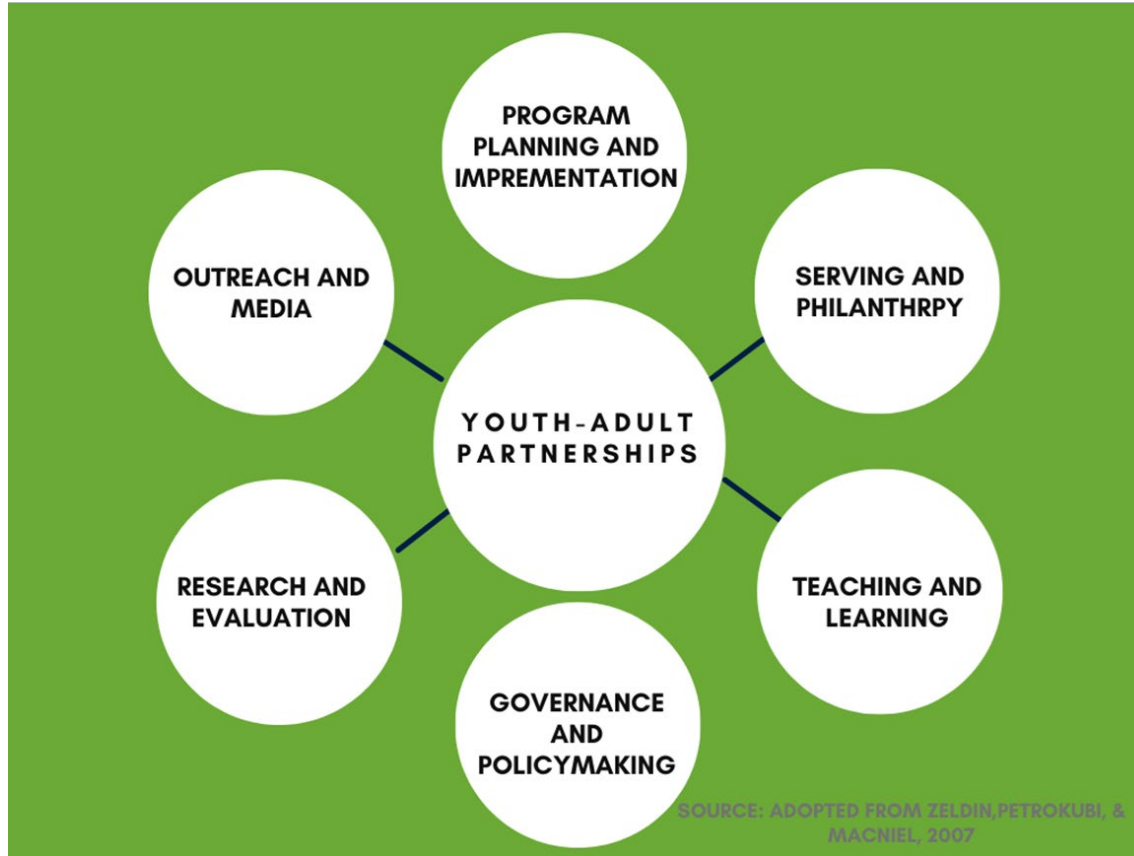 PROGRAM
PLANNING AND
IMPREMENTATION
OUTREACH AND
MEDIA
SERVING AND
PHILANTHRPY
YOUTH-ADULT
PARTNERSHIPS
RESEARCH AND
EVALUATION
TEACHING AND
LEARNING
GOVERNANCE
AND
POLICYMAKING
SOURCE: ADOPTED FROM ZELDIN,PETROKUBI, &
MACNIEL, 2007